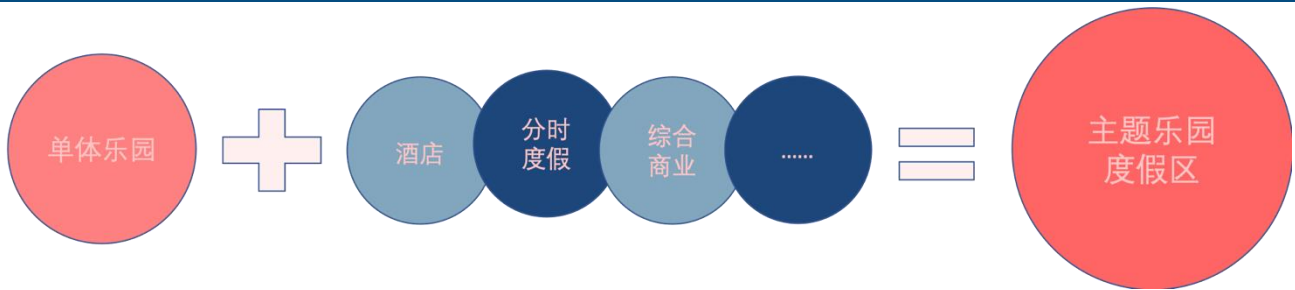 单体乐园
酒店
分时
度假
综合
商业
......
主题乐园
度假区